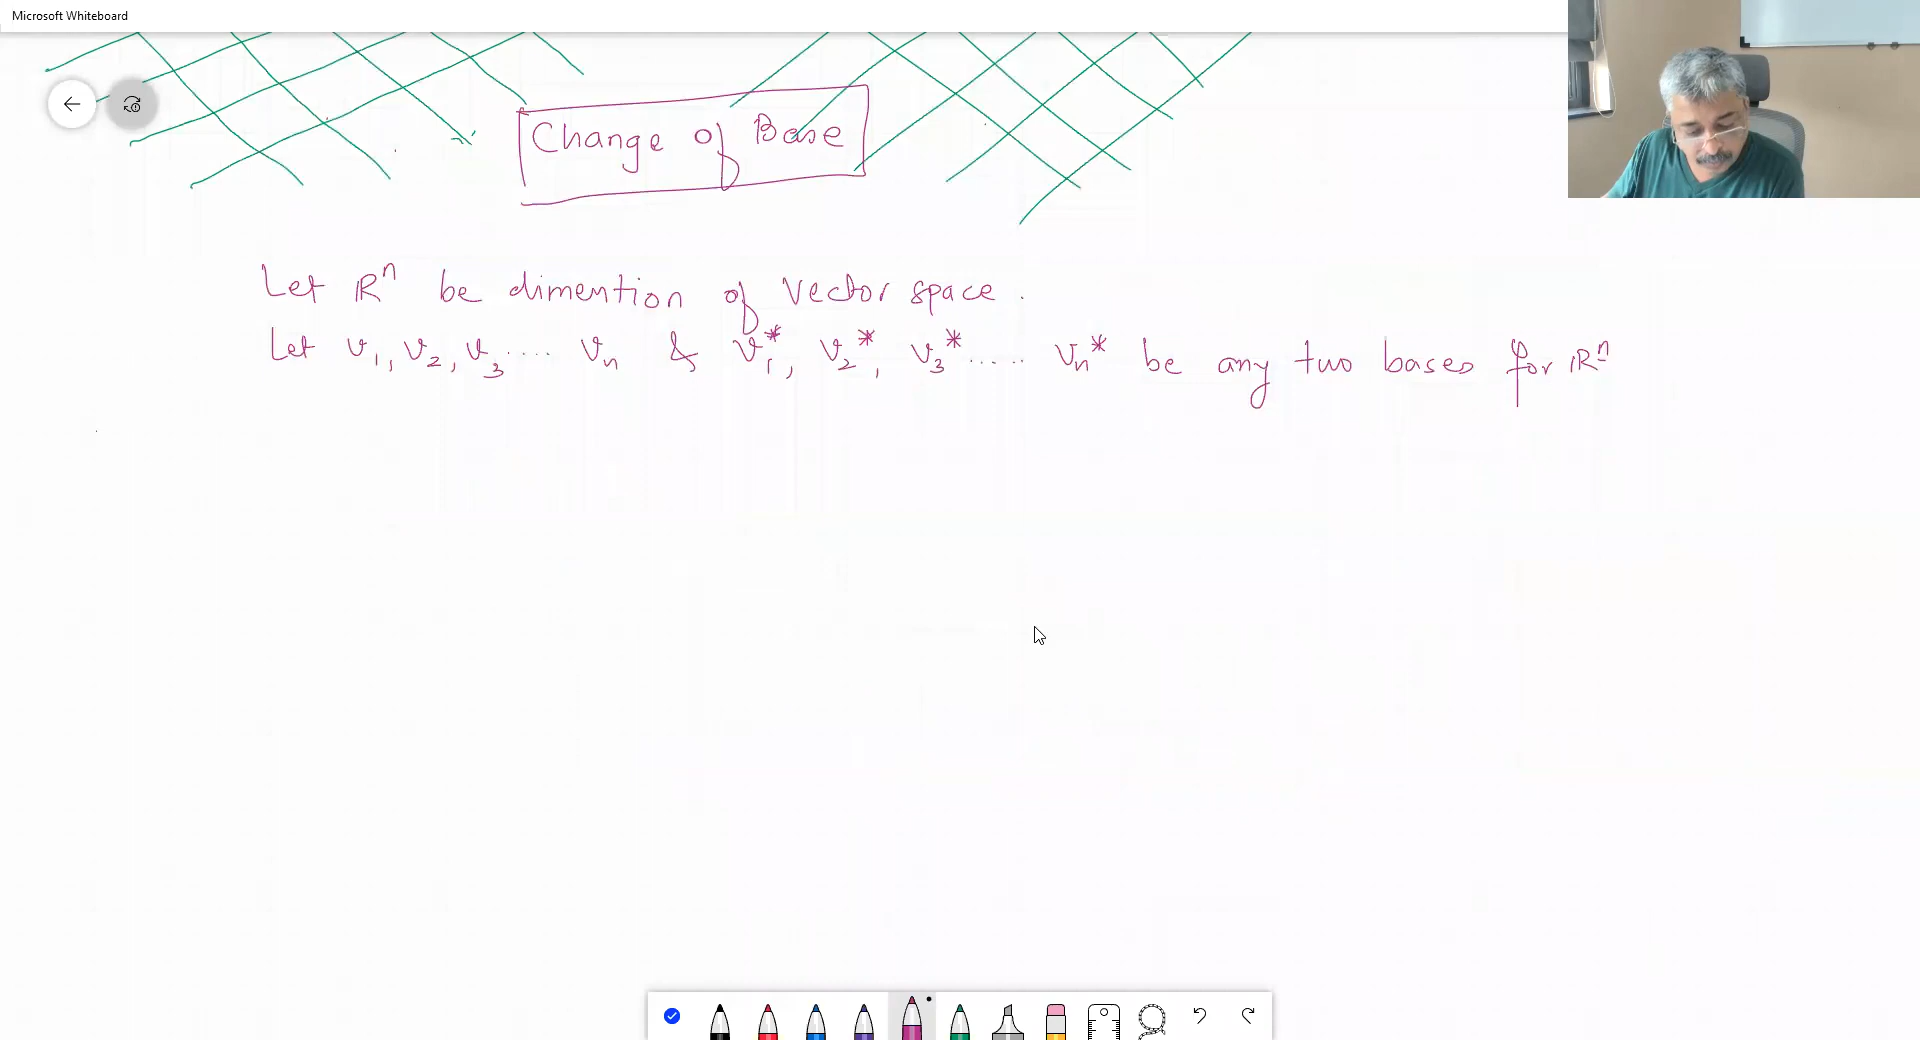 Microsoft Whiteboard
Change of Base
Let ℝⁿ be dimention of vector space.
Let v₁, v₂, v₃.... vₙ & v₁*, v₂*, v₃*..... vₙ* be any two bases for ℝⁿ